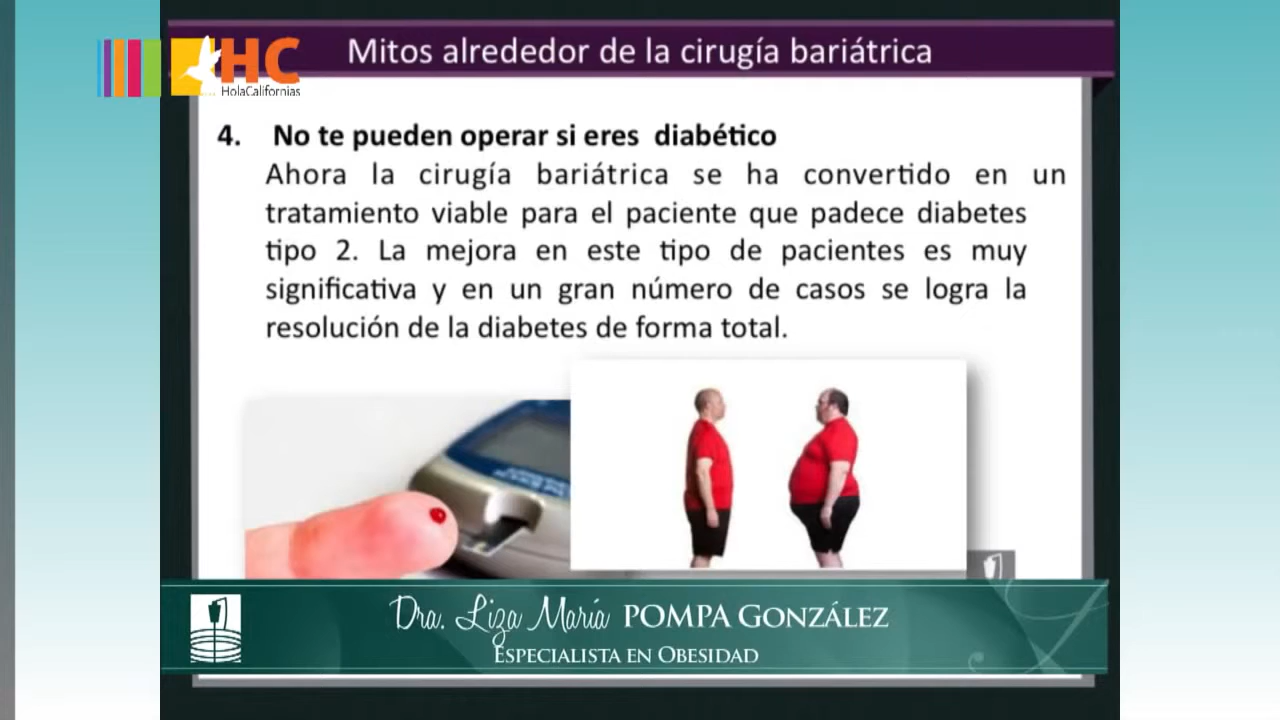 HC
HolaCalifornias
Mitos alrededor de la cirugía bariátrica
4. No te pueden operar si eres diabético
Ahora la cirugía bariátrica se ha convertido en un
tratamiento viable para el paciente que padece diabetes
tipo 2. La mejora en este tipo de pacientes es muy
significativa y en un gran número de casos se logra la
resolución de la diabetes de forma total.
Dra. Liza María POMPA GONZÁLEZ
ESPECIALISTA EN OBESIDAD